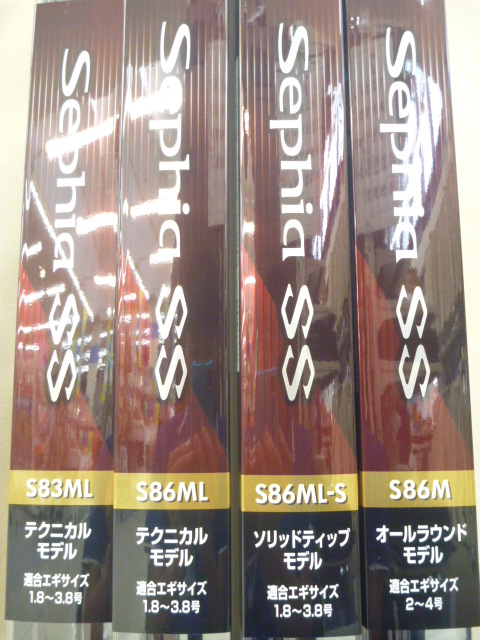 Sephia SS
S83ML
テクニカル
モデル
適合エギサイズ
1.8～3.8号
Sephia SS
S86ML
テクニカル
モデル
適合エギサイズ
1.8～3.8号
Sephia SS
S86ML-S
ソリッドティップ
モデル
適合エギサイズ
1.8～3.8号
Sephia SS
S86M
オールラウンド
モデル
適合エギサイズ
2～4号